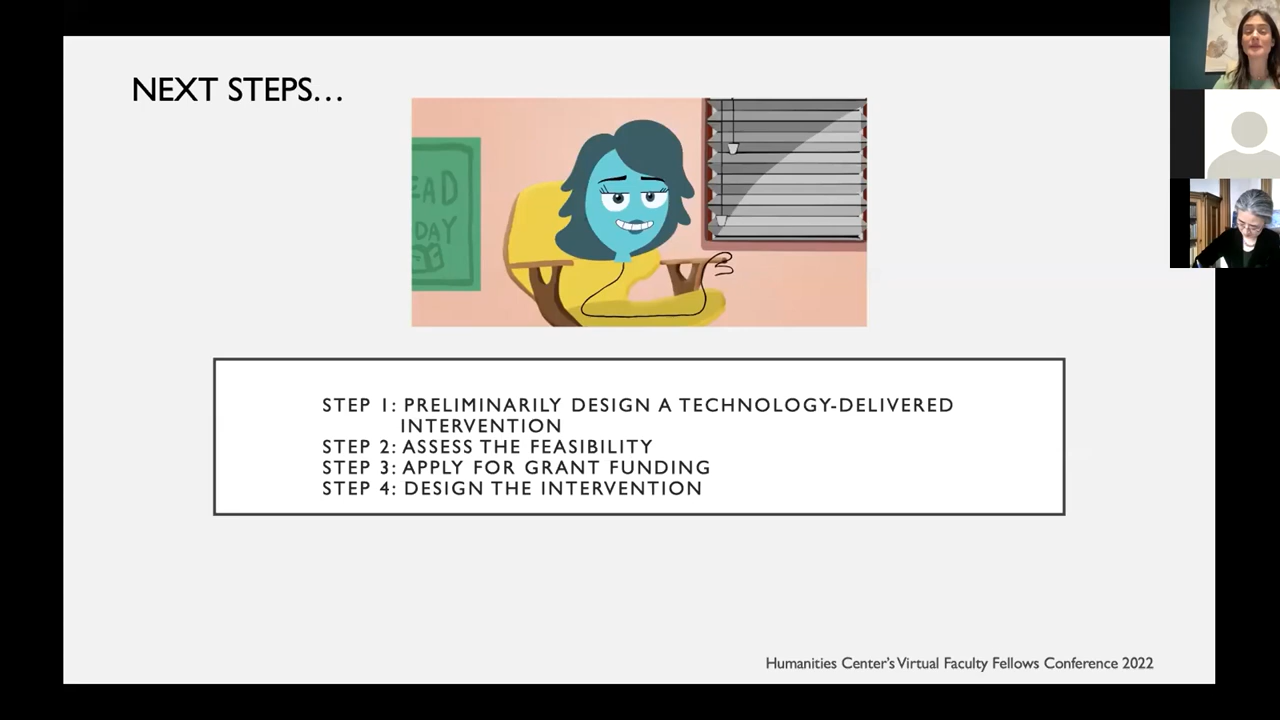 NEXT STEPS...
EAD
DAY
STEP 1: PRELIMINARILY DESIGN A TECHNOLOGY-DELIVERED
INTERVENTION
STEP 2: ASSESS THE FEASIBILITY
STEP 3: APPLY FOR GRANT FUNDING
STEP 4: DESIGN THE INTERVENTION
Humanities Center's Virtual Faculty Fellows Conference 2022